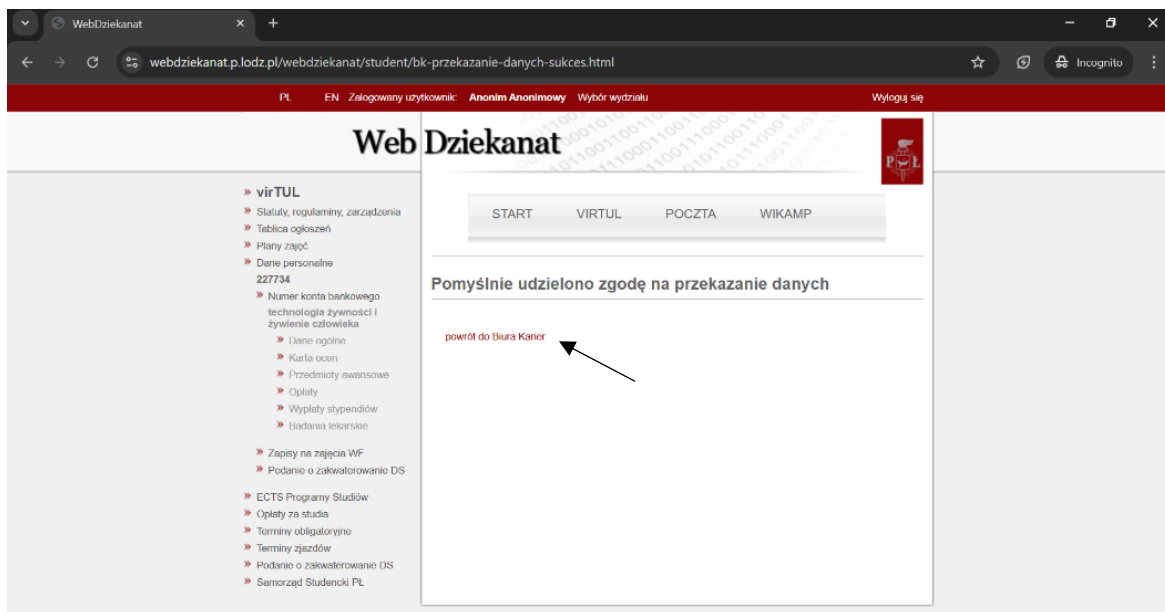 WebDziekanat
webdziekanat.p.lodz.pl/webdziekanat/student/bk-przekazanie-danych-sukces.html
Incognito
PL EN Zalogowany użytkownik: Anonim Anonimowy Wybór wydziału Wyloguj się
Web Dziekanat
P Ł
START VIRTUL POCZTA WIKAMP
virTUL
Statuty, regulaminy, zarządzonia
Tablica ogłoszeń
Plany zajęć
Dane personalne
227734
Numer konta bankowego
technologia żywności i
żywienie człowieka
Dane ogólne
Karta ocen
Przedmioty awansowe
Opłaty
Wypłaty stypendiów
Badania lekarskie
Zapisy na zajęcia WF
Podanie o zakwaterowanie DS
ECTS Programy Studiów
Opłaty za studia
Terminy obligatoryjne
Terminy zjazdów
Podanie o zakwaterowanie DS
Samorząd Studencki PŁ
Pomyślnie udzielono zgodę na przekazanie danych
powrót do Biura Karier